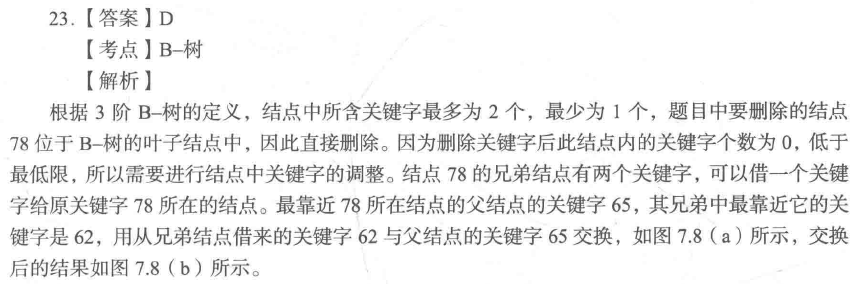 23.【答案】D
【考点】B-树
【解析】
根据 3 阶 B-树的定义，结点中所含关键字最多为 2 个，最少为 1 个，题目中要删除的结点
78 位于 B-树的叶子结点中，因此直接删除。因为删除关键字后此结点内的关键字个数为 0，低于
最低限，所以需要进行结点中关键字的调整。结点 78 的兄弟结点有两个关键字，可以借一个关键
字给原关键字 78 所在的结点。最靠近 78 所在结点的父结点的关键字 65，其兄弟中最靠近它的关
键字是 62，用从兄弟结点借来的关键字 62 与父结点的关键字 65 交换，如图 7.8（a）所示，交换
后的结果如图 7.8（b）所示。